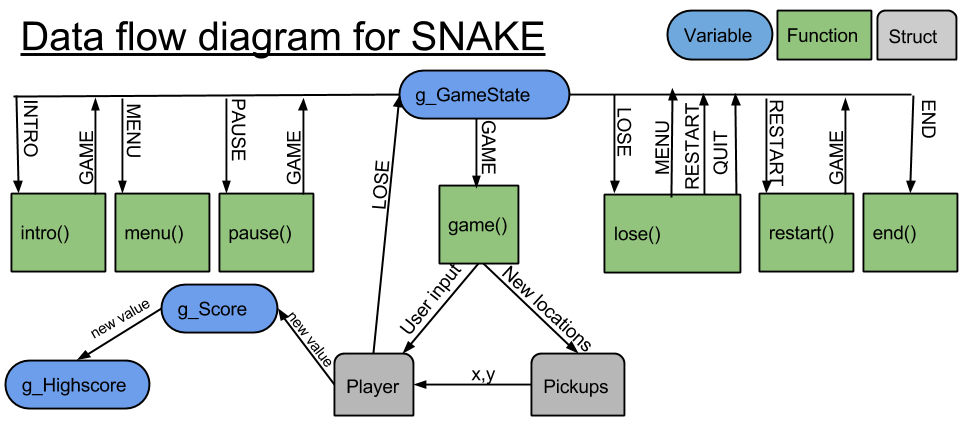 Data flow diagram for SNAKE
Variable
Function
Struct
g_GameState
INTRO
GAME
MENU
PAUSE
GAME
LOSE
GAME
LOSE
MENU
RESTART
QUIT
RESTART
GAME
END
intro()
menu()
pause()
game()
lose()
restart()
end()
User input
New locations
g_Score
new value
new value
g_Highscore
Player
x,y
Pickups